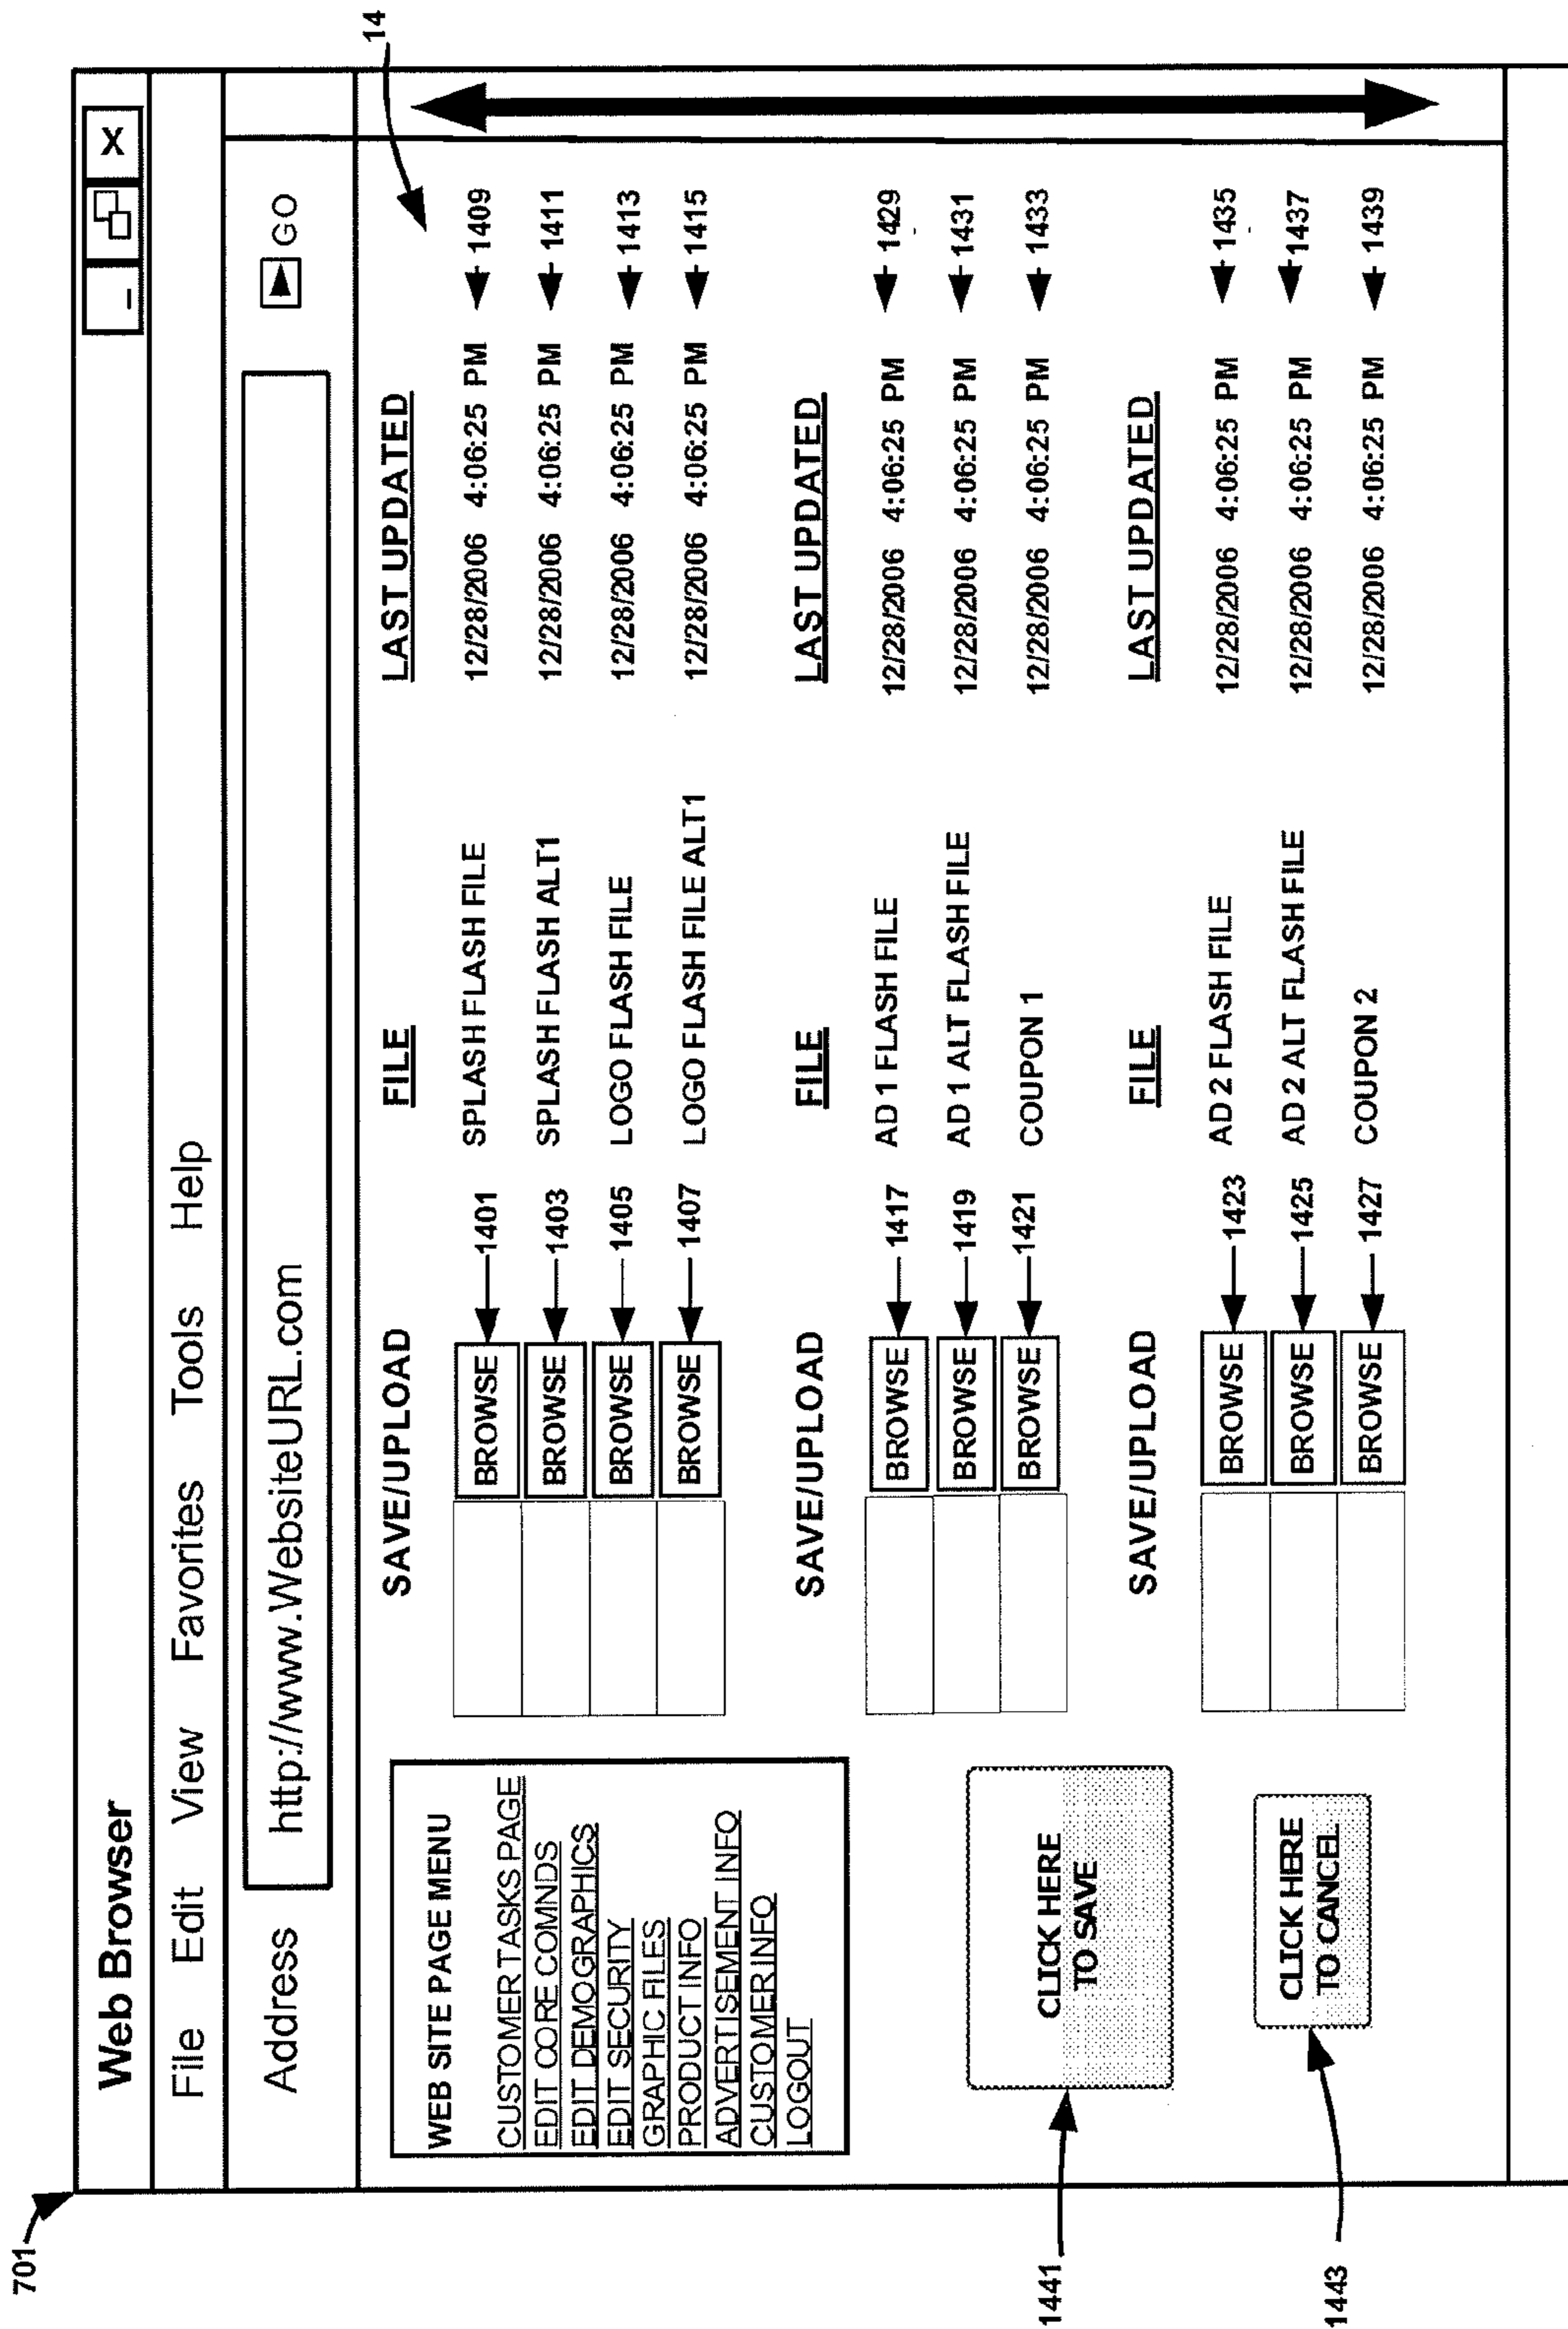 701
Web Browser
_ X
File Edit View Favorites Tools Help
Address http://www.WebsiteURL.com GO
14
WEB SITE PAGE MENU
CUSTOMER TASKS PAGE
EDIT CORE COMNDS
EDIT DEMOGRAPHICS
EDIT SECURITY
GRAPHIC FILES
PRODUCT INFO
ADVERTISEMENT INFO
CUSTOMER INFO
LOGOUT
SAVE/UPLOAD FILE LAST UPDATED
BROWSE 1401 SPLASH FLASH FILE 12/28/2006 4:06:25 PM 1409
BROWSE 1403 SPLASH FLASH ALT1 12/28/2006 4:06:25 PM 1411
BROWSE 1405 LOGO FLASH FILE 12/28/2006 4:06:25 PM 1413
BROWSE 1407 LOGO FLASH FILE ALT1 12/28/2006 4:06:25 PM 1415
SAVE/UPLOAD FILE LAST UPDATED
BROWSE 1417 AD 1 FLASH FILE 12/28/2006 4:06:25 PM 1429
BROWSE 1419 AD 1 ALT FLASH FILE 12/28/2006 4:06:25 PM 1431
BROWSE 1421 COUPON 1 12/28/2006 4:06:25 PM 1433
SAVE/UPLOAD FILE LAST UPDATED
BROWSE 1423 AD 2 FLASH FILE 12/28/2006 4:06:25 PM 1435
BROWSE 1425 AD 2 ALT FLASH FILE 12/28/2006 4:06:25 PM 1437
BROWSE 1427 COUPON 2 12/28/2006 4:06:25 PM 1439
CLICK HERE
TO SAVE
1441
CLICK HERE
TO CANCEL
1443